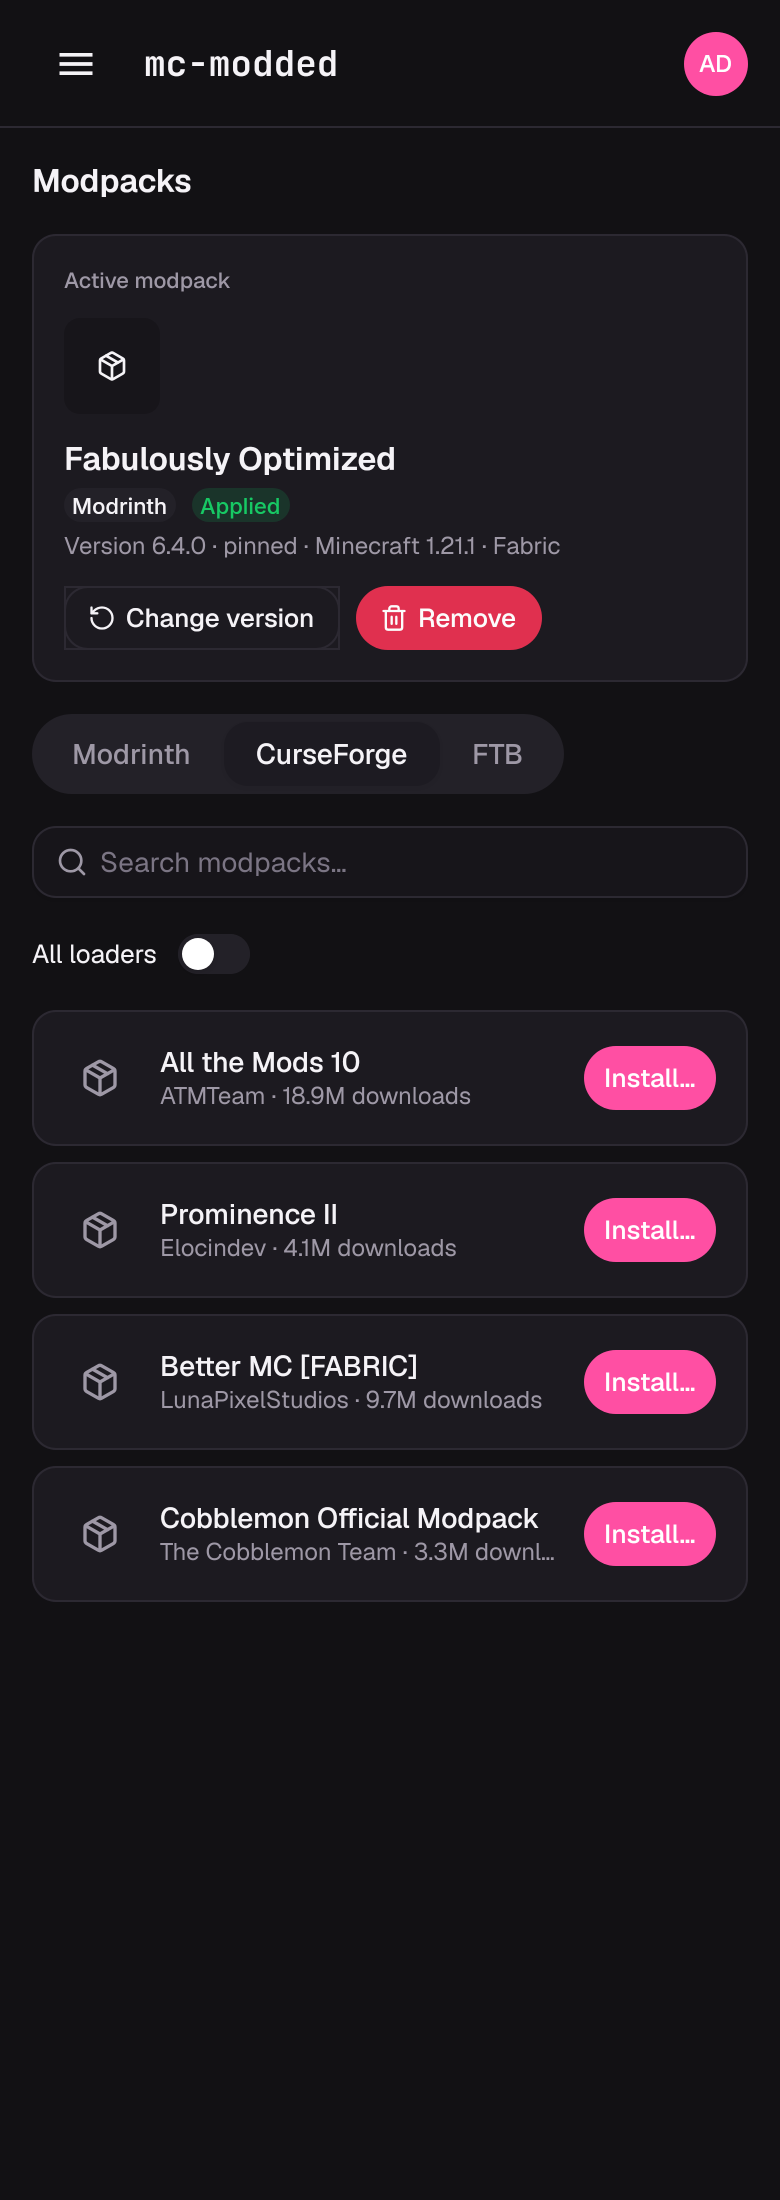 mc-modded
AD
Modpacks
Active modpack
Fabulously Optimized
Modrinth Applied
Version 6.4.0 · pinned · Minecraft 1.21.1 · Fabric
Change version Remove
Modrinth CurseForge FTB
Search modpacks...
All loaders
All the Mods 10
ATMTeam · 18.9M downloads
Install...
Prominence II
Elocindev · 4.1M downloads
Install...
Better MC [FABRIC]
LunaPixelStudios · 9.7M downloads
Install...
Cobblemon Official Modpack
The Cobblemon Team · 3.3M downl...
Install...